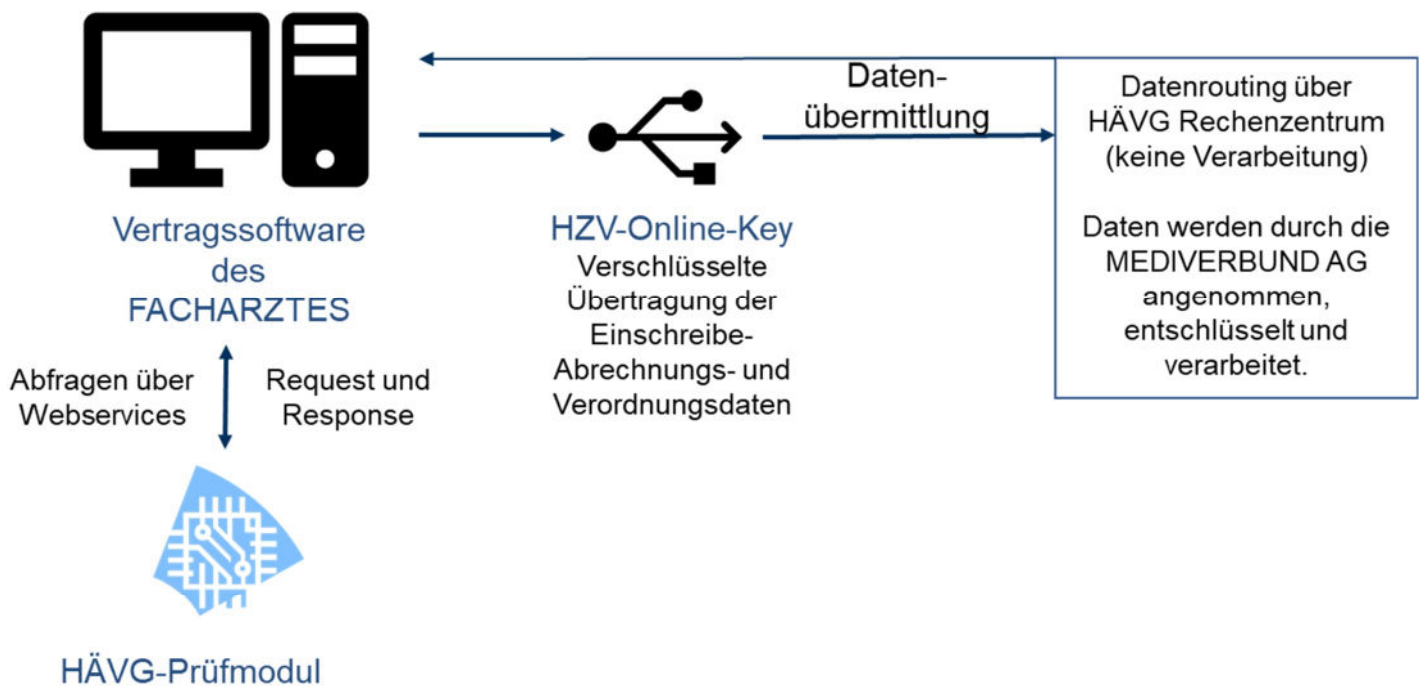 Vertragssoftware
des
FACHARZTES
Abfragen über
Webservices
Request und
Response
HÄVG-Prüfmodul
HZV-Online-Key
Verschlüsselte
Übertragung der
Einschreibe-
Abrechnungs- und
Verordnungsdaten
Daten-
übermittlung
Datenrouting über
HÄVG Rechenzentrum
(keine Verarbeitung)
Daten werden durch die
MEDIVERBUND AG
angenommen,
entschlüsselt und
verarbeitet.